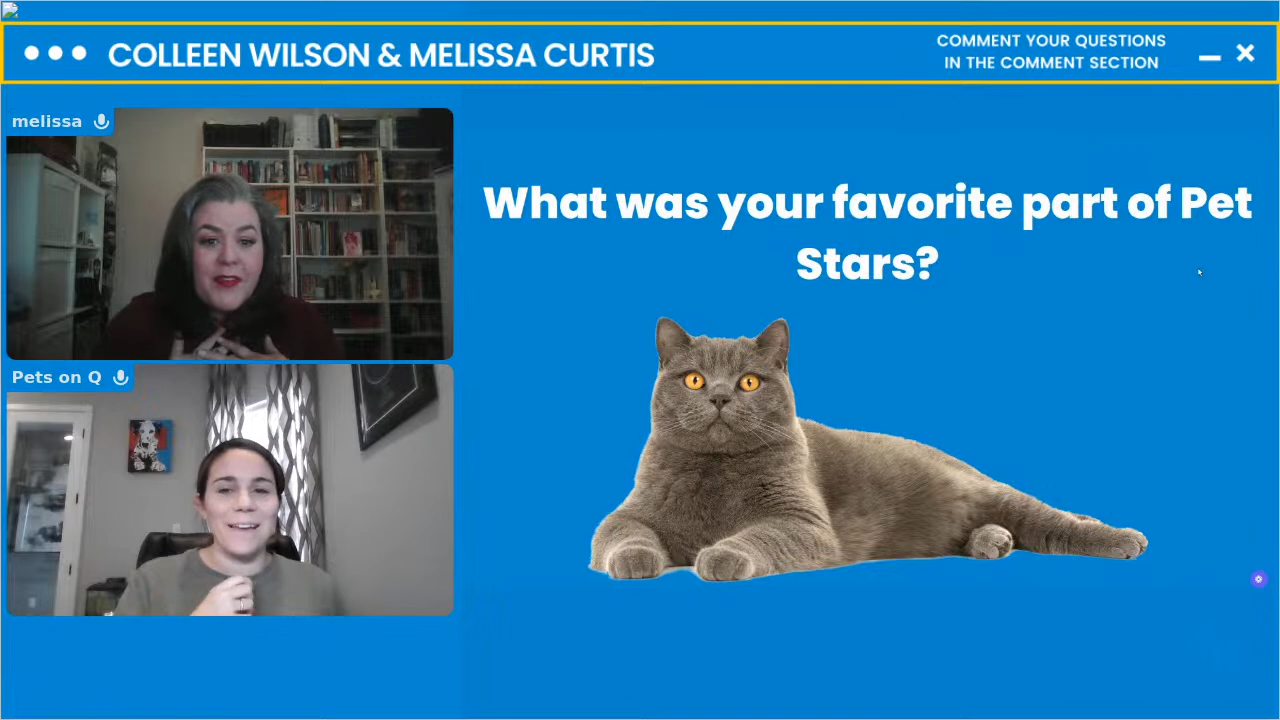 COLLEEN WILSON & MELISSA CURTIS
COMMENT YOUR QUESTIONS
IN THE COMMENT SECTION
melissa
Pets on Q
What was your favorite part of Pet
Stars?